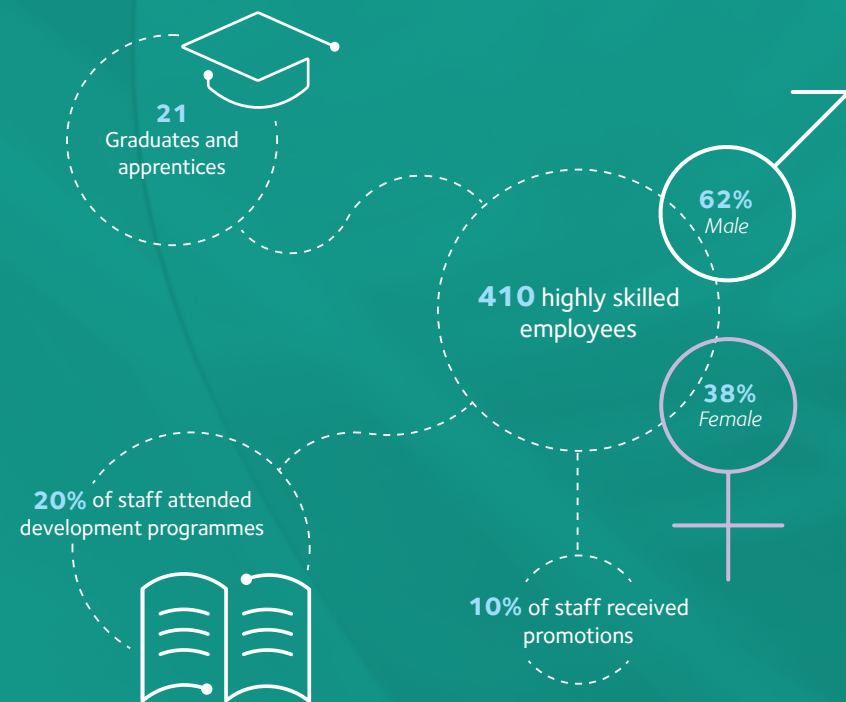 21
Graduates and
apprentices
62%
Male
410 highly skilled
employees
38%
Female
20% of staff attended
development programmes
10% of staff received
promotions